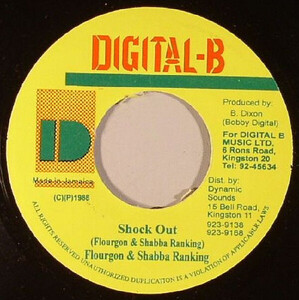 DIGITAL-B
D
Made in Jamaica
(C)(P)1988
Produced by:
B. Dixon
(Bobby Digital)
For DIGITAL B
MUSIC LTD.
6 Rons Road,
Kingston 20
Tel: 92-45634
Dist. by:
Dynamic
Sounds
15 Bell Road,
Kingston 11
923-9138
923-9158
Shock Out
(Flourgon & Shabba Ranking)
Flourgon & Shabba Ranking
ALL RIGHTS RESERVED
UNAUTHORIZED DUPLICATION IS A VIOLATION OF APPLICABLE LAWS